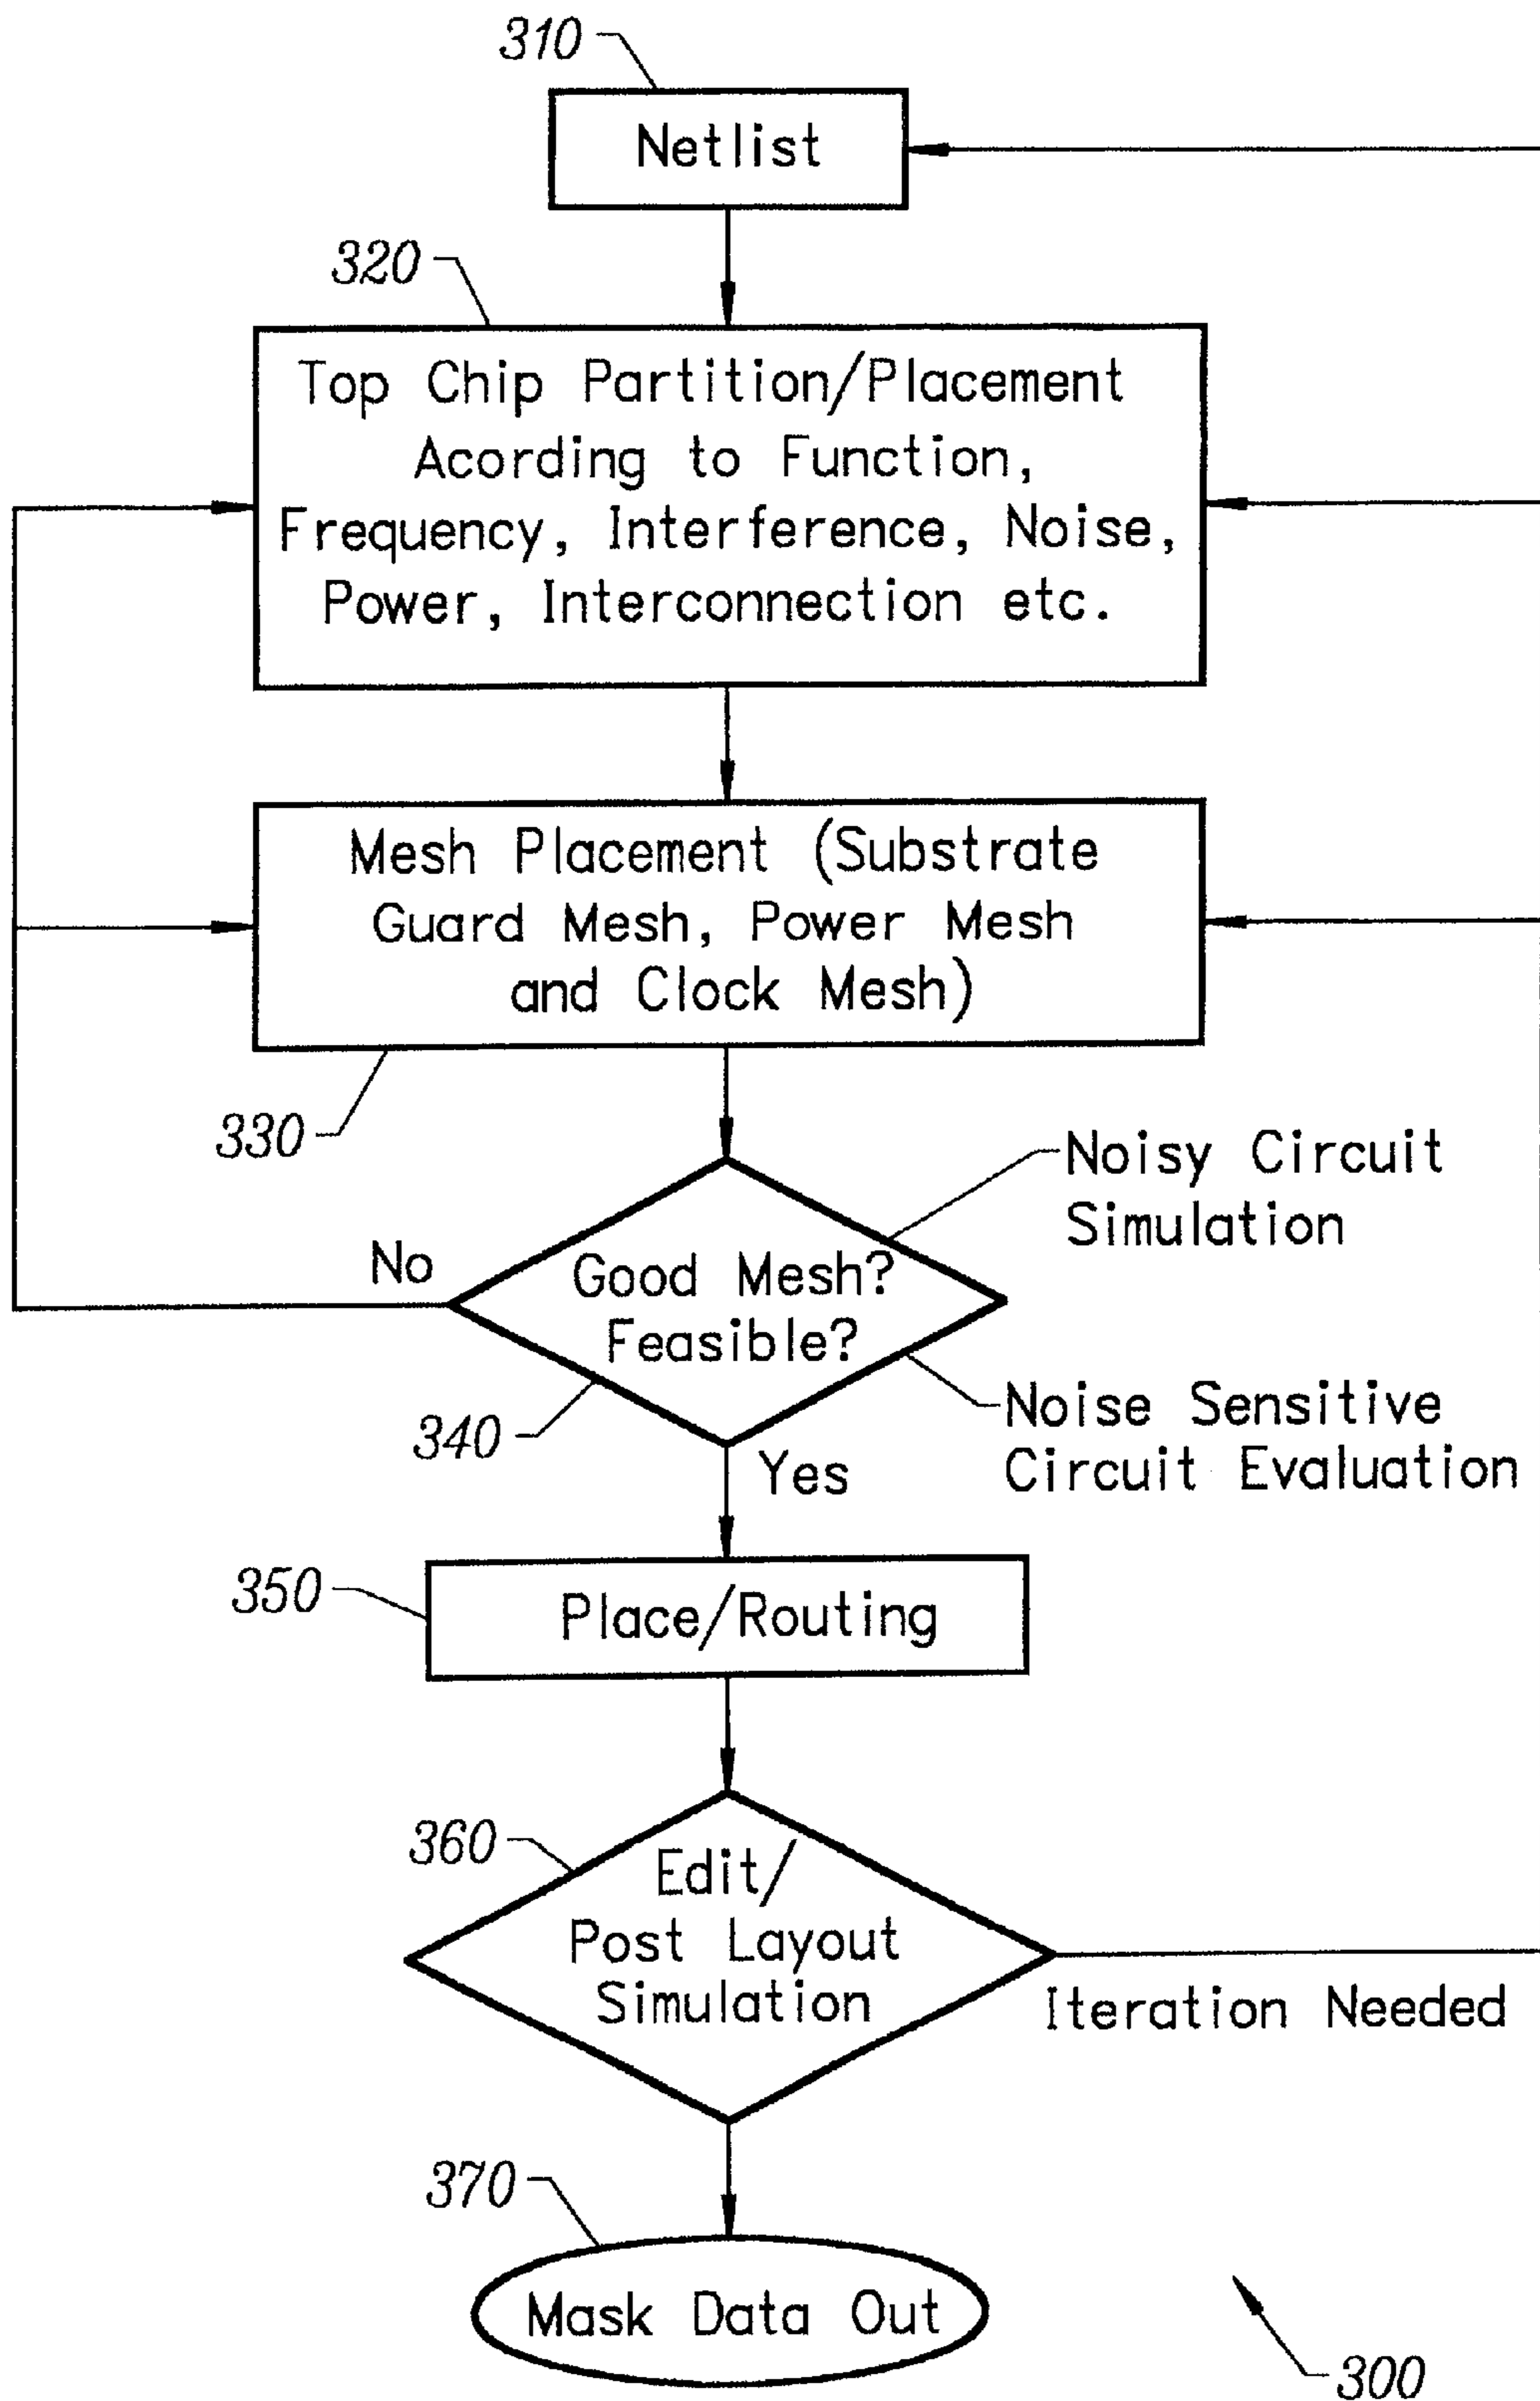 310
Netlist
320
Top Chip Partition/Placement
Acording to Function,
Frequency, Interference, Noise,
Power, Interconnection etc.
Mesh Placement (Substrate
Guard Mesh, Power Mesh
and Clock Mesh)
330
Noisy Circuit
Simulation
No
Good Mesh?
Feasible?
340
Noise Sensitive
Circuit Evaluation
Yes
350
Place/Routing
360
Edit/
Post Layout
Simulation
Iteration Needed
370
Mask Data Out
300